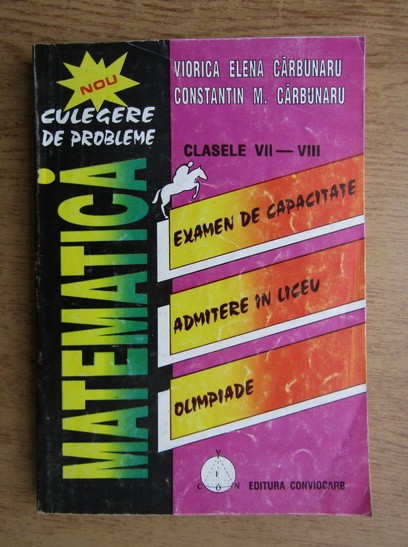 NOU
CULEGERE
DE PROBLEME
MATEMATICĂ
VIORICA ELENA CĂRBUNARU
CONSTANTIN M. CĂRBUNARU
CLASELE VII — VIII
EXAMEN DE CAPACITATE
ADMITERE IN LICEU
OLIMPIADE
V
I
C O N
EDITURA CONVIOCARB